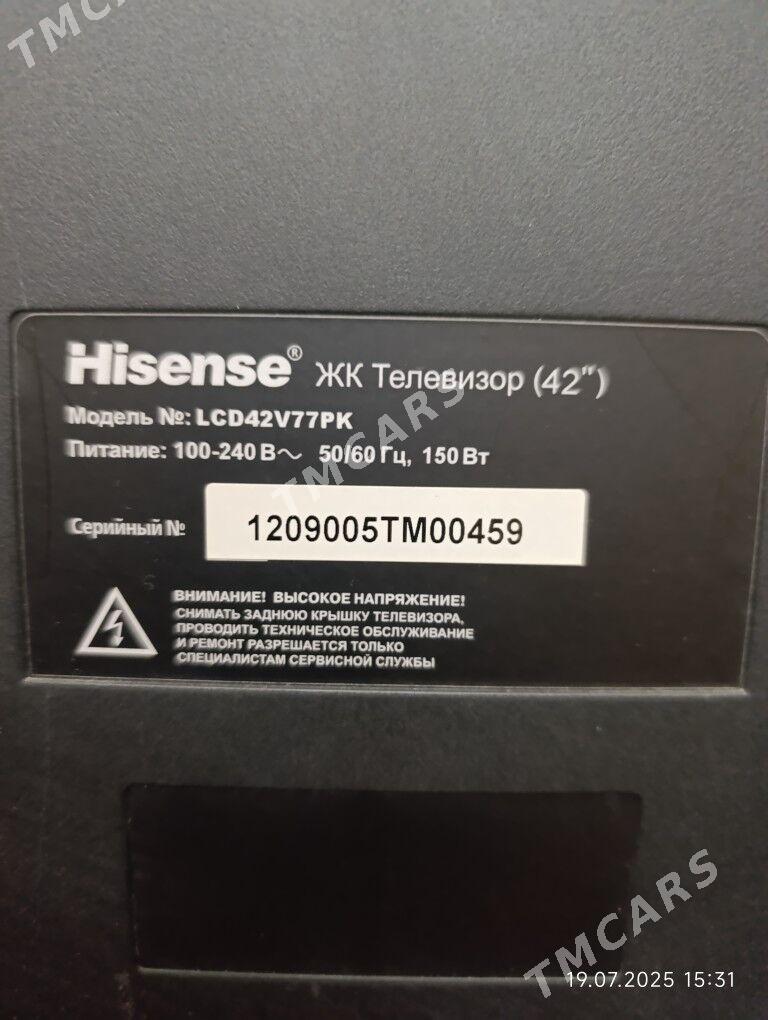 TMCARS
Hisense® ЖК Телевизор (42")
Модель №: LCD42V77PK
Питание: 100-240 В~ 50/60 Гц, 150 Вт
TMCARS
Серийный № 1209005TM00459
ВНИМАНИЕ! ВЫСОКОЕ НАПРЯЖЕНИЕ!
СНИМАТЬ ЗАДНЮЮ КРЫШКУ ТЕЛЕВИЗОРА,
ПРОВОДИТЬ ТЕХНИЧЕСКОЕ ОБСЛУЖИВАНИЕ
И РЕМОНТ РАЗРЕШАЕТСЯ ТОЛЬКО
СПЕЦИАЛИСТАМ СЕРВИСНОЙ СЛУЖБЫ
TMCARS
19.07.2025 15:31